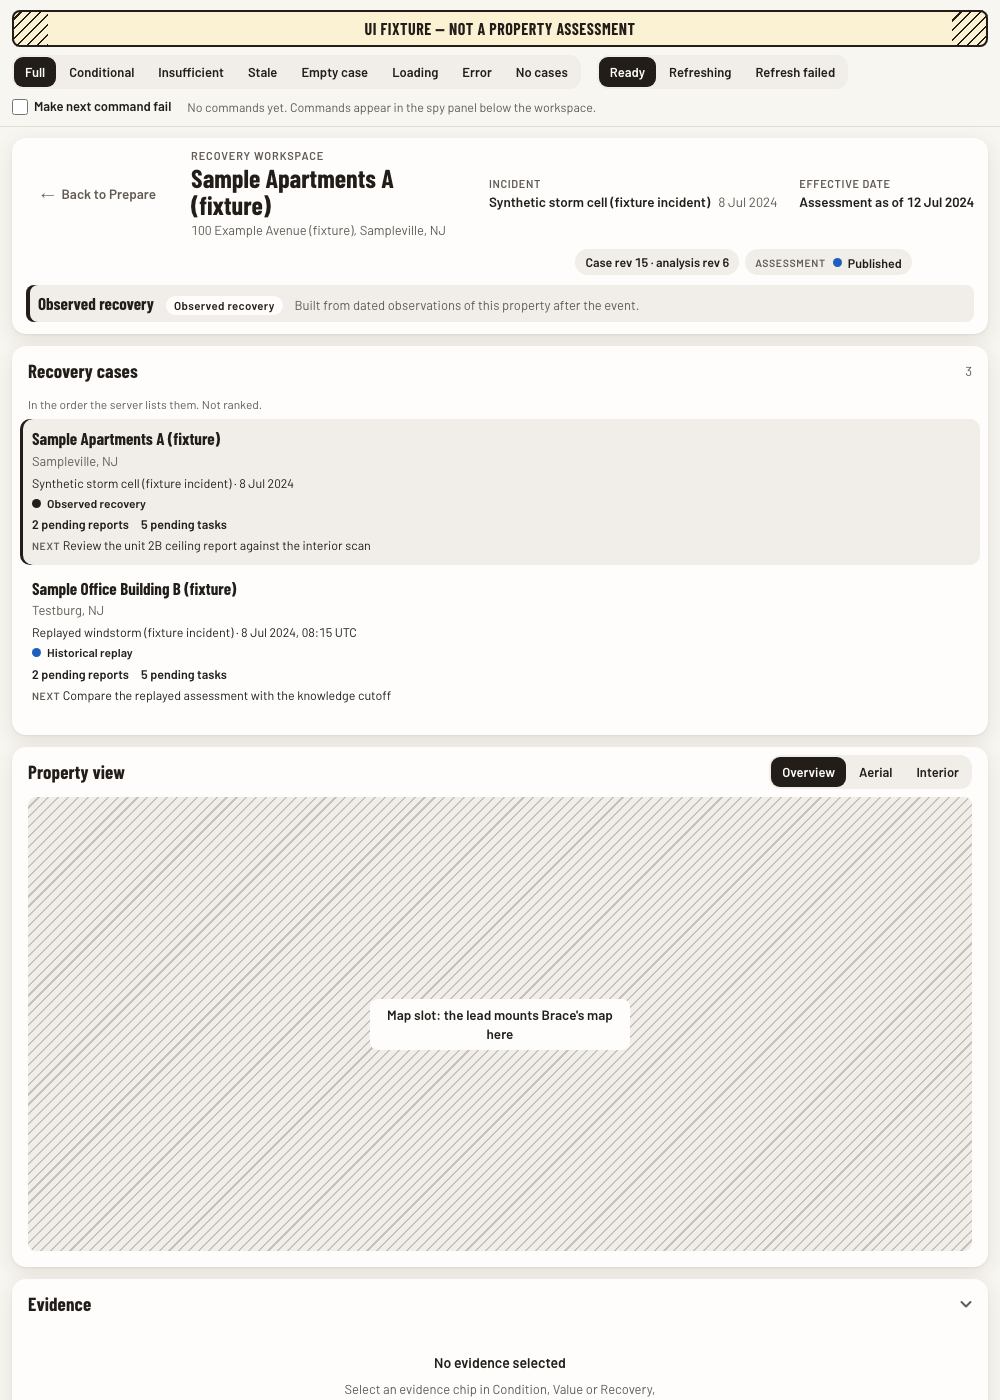 UI FIXTURE – NOT A PROPERTY ASSESSMENT
Full Conditional Insufficient Stale Empty case Loading Error No cases Ready Refreshing Refresh failed
Make next command fail No commands yet. Commands appear in the spy panel below the workspace.
← Back to Prepare
RECOVERY WORKSPACE
Sample Apartments A
(fixture)
100 Example Avenue (fixture), Sampleville, NJ
INCIDENT
Synthetic storm cell (fixture incident) 8 Jul 2024
EFFECTIVE DATE
Assessment as of 12 Jul 2024
Case rev 15 · analysis rev 6 ASSESSMENT Published
Observed recovery Observed recovery Built from dated observations of this property after the event.
Recovery cases 3
In the order the server lists them. Not ranked.
Sample Apartments A (fixture)
Sampleville, NJ
Synthetic storm cell (fixture incident) · 8 Jul 2024
Observed recovery
2 pending reports 5 pending tasks
NEXT Review the unit 2B ceiling report against the interior scan
Sample Office Building B (fixture)
Testburg, NJ
Replayed windstorm (fixture incident) · 8 Jul 2024, 08:15 UTC
Historical replay
2 pending reports 5 pending tasks
NEXT Compare the replayed assessment with the knowledge cutoff
Property view Overview Aerial Interior
Map slot: the lead mounts Brace's map
here
Evidence
No evidence selected
Select an evidence chip in Condition, Value or Recovery,